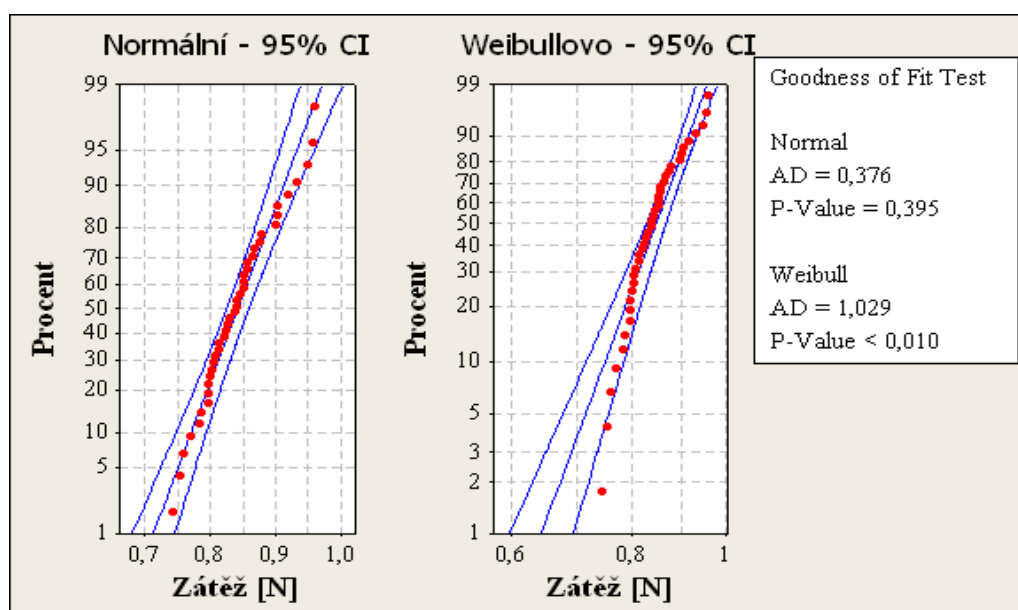 Normální - 95% CI
Weibullovo - 95% CI
Procent
99
95
90
80
70
60
50
40
30
20
10
5
1
0,7 0,8 0,9 1,0
Zátěž [N]
Procent
99
90
80
70
60
50
40
30
20
10
5
3
2
1
0,6 0,8 1
Zátěž [N]
Goodness of Fit Test
Normal
AD = 0,376
P-Value = 0,395
Weibull
AD = 1,029
P-Value < 0,010